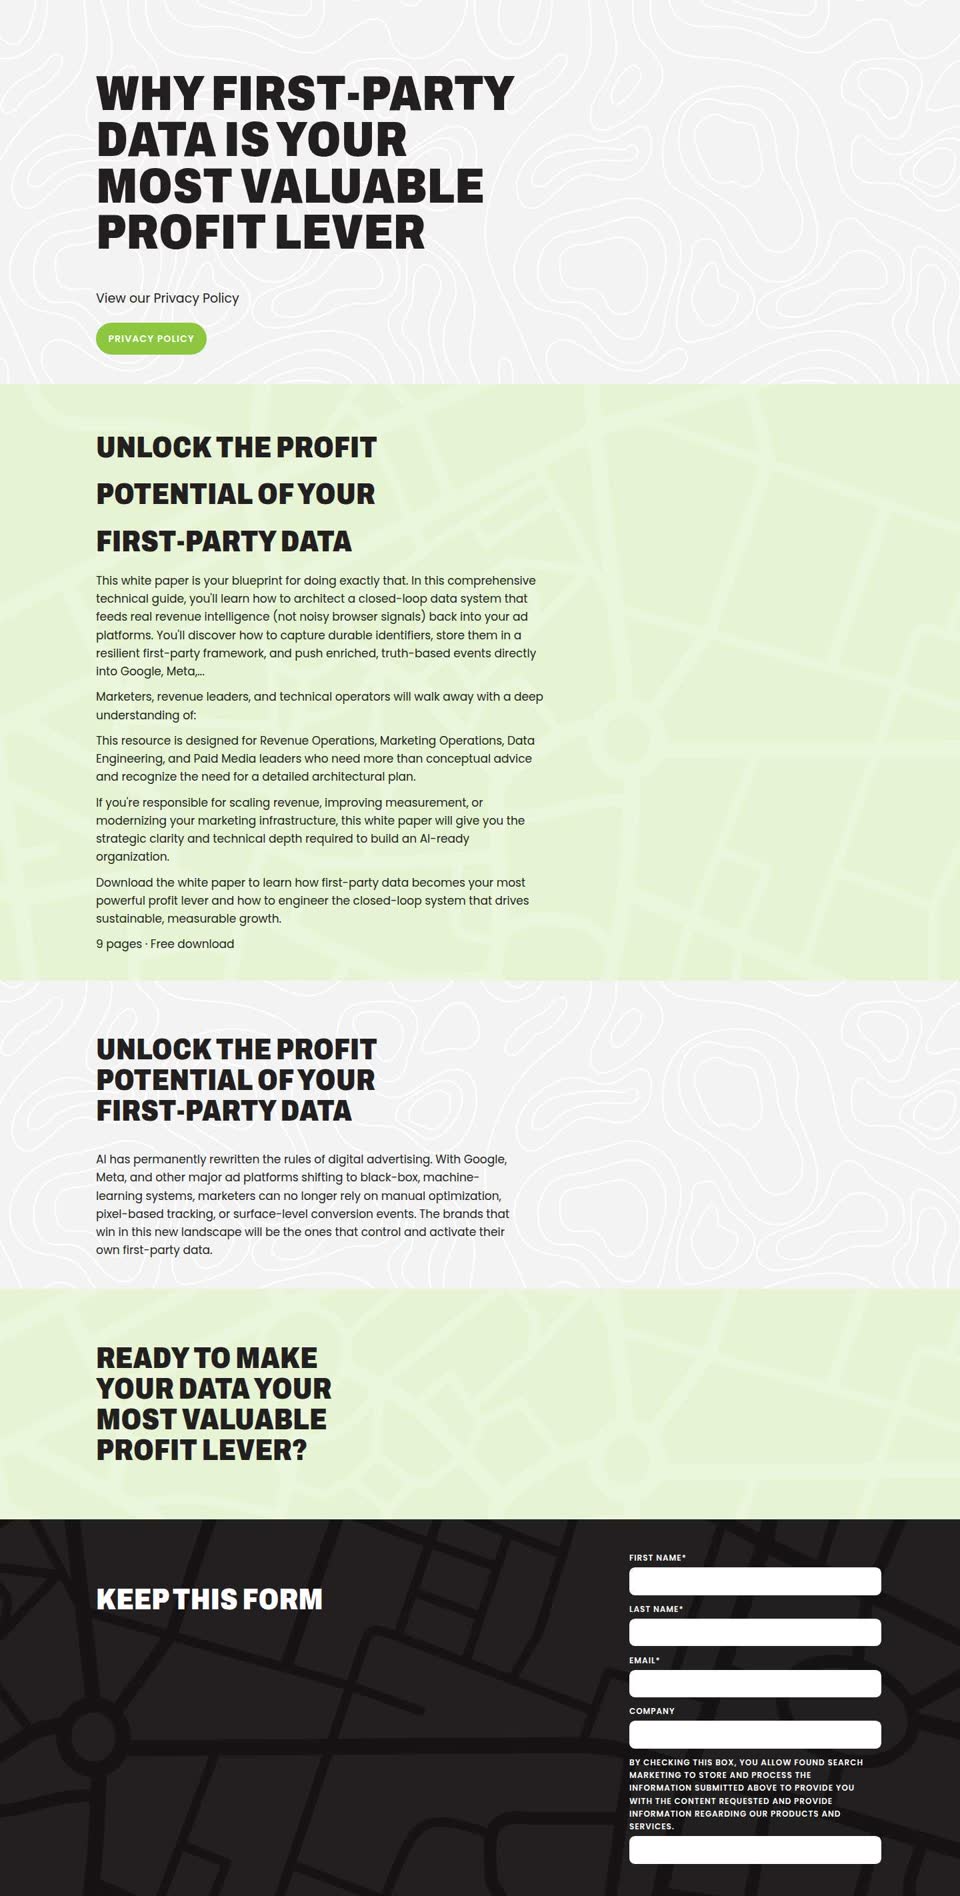 WHY FIRST-PARTY
DATA IS YOUR
MOST VALUABLE
PROFIT LEVER
View our Privacy Policy
PRIVACY POLICY
UNLOCK THE PROFIT
POTENTIAL OF YOUR
FIRST-PARTY DATA
This white paper is your blueprint for doing exactly that. In this comprehensive
technical guide, you'll learn how to architect a closed-loop data system that
feeds real revenue intelligence (not noisy browser signals) back into your ad
platforms. You'll discover how to capture durable identifiers, store them in a
resilient first-party framework, and push enriched, truth-based events directly
into Google, Meta,...
Marketers, revenue leaders, and technical operators will walk away with a deep
understanding of:
This resource is designed for Revenue Operations, Marketing Operations, Data
Engineering, and Paid Media leaders who need more than conceptual advice
and recognize the need for a detailed architectural plan.
If you're responsible for scaling revenue, improving measurement, or
modernizing your marketing infrastructure, this white paper will give you the
strategic clarity and technical depth required to build an AI-ready
organization.
Download the white paper to learn how first-party data becomes your most
powerful profit lever and how to engineer the closed-loop system that drives
sustainable, measurable growth.
9 pages · Free download
UNLOCK THE PROFIT
POTENTIAL OF YOUR
FIRST-PARTY DATA
AI has permanently rewritten the rules of digital advertising. With Google,
Meta, and other major ad platforms shifting to black-box, machine-
learning systems, marketers can no longer rely on manual optimization,
pixel-based tracking, or surface-level conversion events. The brands that
win in this new landscape will be the ones that control and activate their
own first-party data.
READY TO MAKE
YOUR DATA YOUR
MOST VALUABLE
PROFIT LEVER?
KEEP THIS FORM
FIRST NAME*
LAST NAME*
EMAIL*
COMPANY
BY CHECKING THIS BOX, YOU ALLOW FOUND SEARCH
MARKETING TO STORE AND PROCESS THE
INFORMATION SUBMITTED ABOVE TO PROVIDE YOU
WITH THE CONTENT REQUESTED AND PROVIDE
INFORMATION REGARDING OUR PRODUCTS AND
SERVICES.